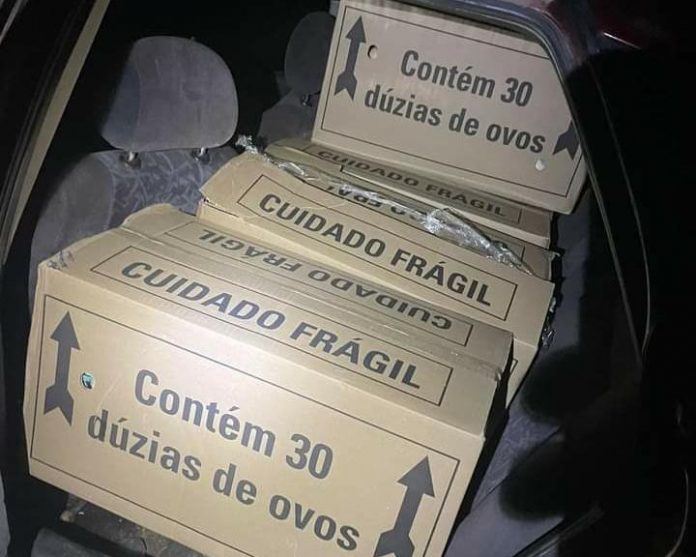 Contém 30
dúzias de ovos
CUIDADO FRÁGIL
CUIDADO FRÁGIL
CUIDADO FRÁGIL
CUIDADO FRÁGIL
Contém 30
dúzias de ovos